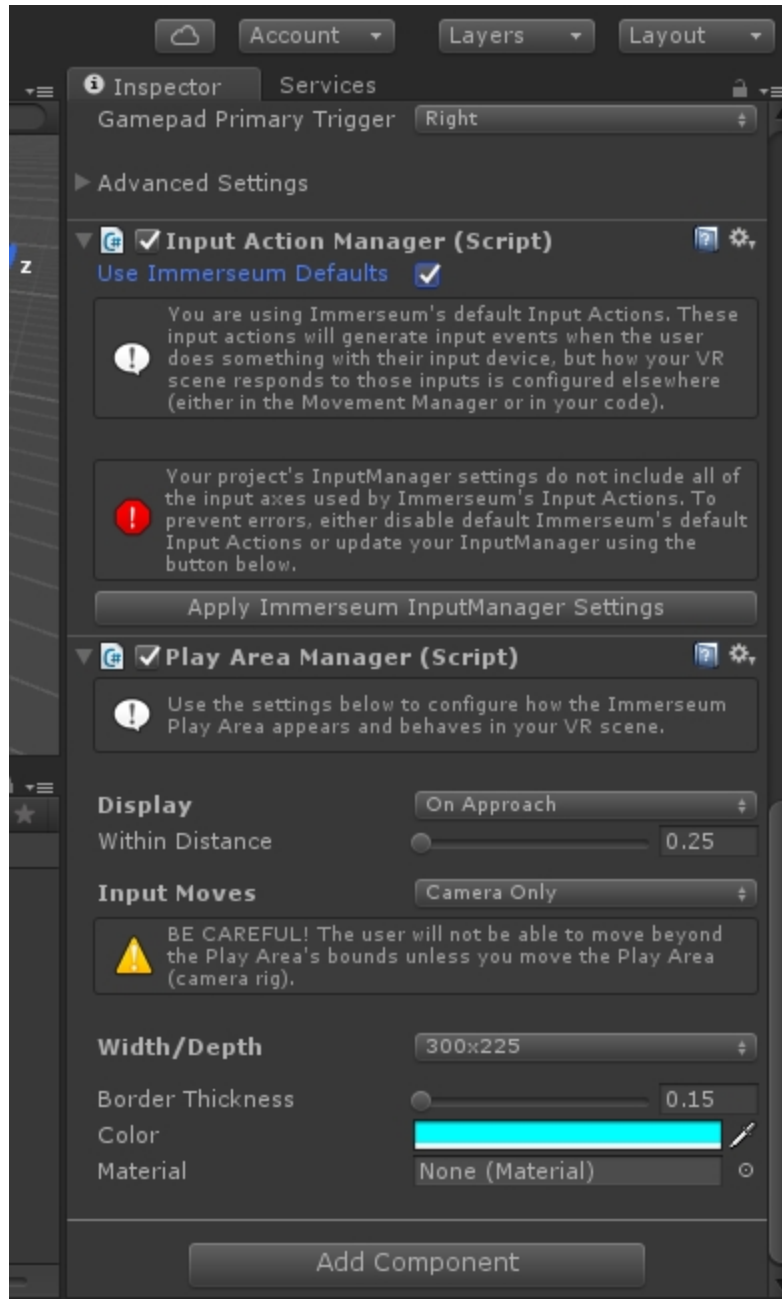 Account
Layers
Layout
Inspector
Services
Gamepad Primary Trigger
Right
Advanced Settings
z
Input Action Manager (Script)
Use Immerseum Defaults
You are using Immerseum's default Input Actions. These
input actions will generate input events when the user
does something with their input device, but how your VR
scene responds to those inputs is configured elsewhere
(either in the Movement Manager or in your code).
Your project's InputManager settings do not include all of
the input axes used by Immerseum's Input Actions. To
prevent errors, either disable default Immerseum's default
Input Actions or update your InputManager using the
button below.
Apply Immerseum InputManager Settings
Play Area Manager (Script)
Use the settings below to configure how the Immerseum
Play Area appears and behaves in your VR scene.
Display
On Approach
Within Distance
0.25
Input Moves
Camera Only
BE CAREFUL! The user will not be able to move beyond
the Play Area's bounds unless you move the Play Area
(camera rig).
Width/Depth
300x225
Border Thickness
0.15
Color
Material
None (Material)
Add Component